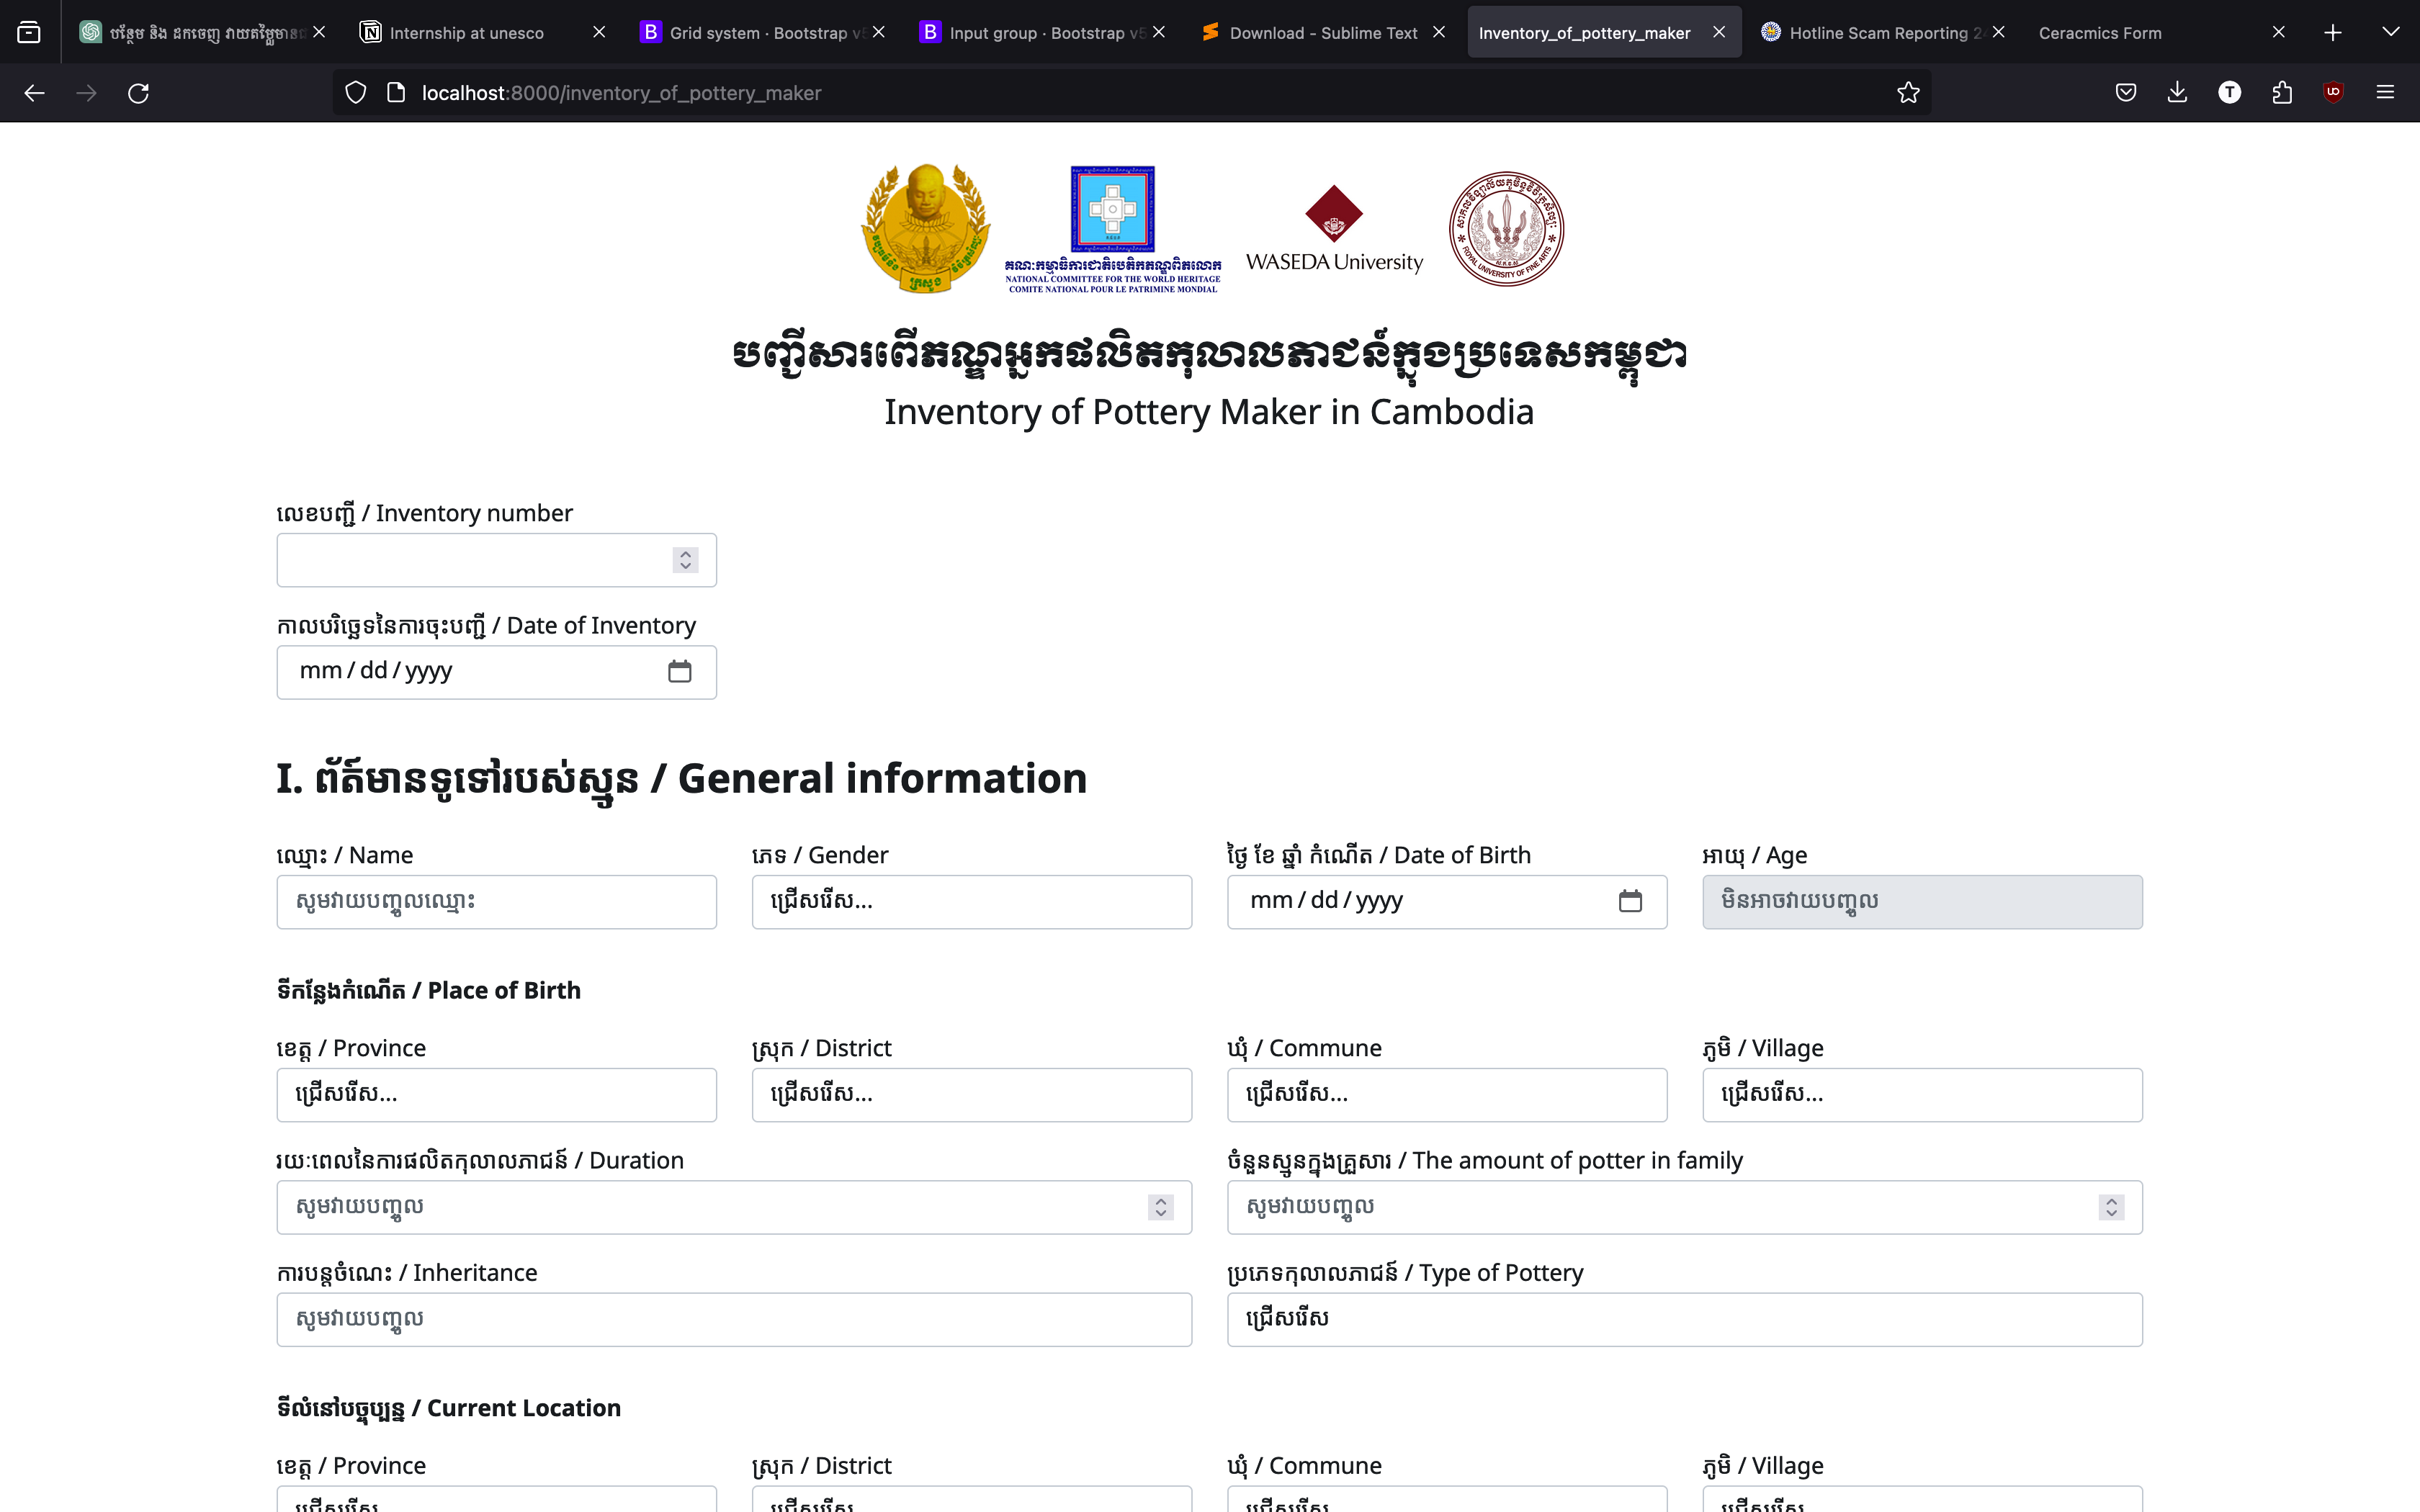 បន្ថែម និង ដកចេញ វាយតម្លៃមាន
Internship at unesco
Grid system · Bootstrap v5
Input group · Bootstrap v5
Download - Sublime Text
Inventory_of_pottery_maker
Hotline Scam Reporting 24
Ceracmics Form
localhost:8000/inventory_of_pottery_maker
T
គណៈកម្មាធិការជាតិបេតិកភណ្ឌពិភពលោក
NATIONAL COMMITTEE FOR THE WORLD HERITAGE
COMITE NATIONAL POUR LE PATRIMINE MONDIAL
WASEDA University
ROYAL UNIVERSITY OF FINE ARTS
បញ្ជីសារពើភណ្ឌអ្នកផលិតកុលាលភាជន៍ក្នុងប្រទេសកម្ពុជា
Inventory of Pottery Maker in Cambodia
លេខបញ្ជី / Inventory number
កាលបរិច្ឆេទនៃការចុះបញ្ជី / Date of Inventory
mm / dd / yyyy
I. ព័ត៍មានទូទៅរបស់ស្មូន / General information
ឈ្មោះ / Name
ភេទ / Gender
ថ្ងៃ ខែ ឆ្នាំ កំណើត / Date of Birth
អាយុ / Age
សូមវាយបញ្ចូលឈ្មោះ
ជ្រើសរើស...
mm / dd / yyyy
មិនអាចវាយបញ្ចូល
ទីកន្លែងកំណើត / Place of Birth
ខេត្ត / Province
ស្រុក / District
ឃុំ / Commune
ភូមិ / Village
ជ្រើសរើស...
ជ្រើសរើស...
ជ្រើសរើស...
ជ្រើសរើស...
រយៈពេលនៃការផលិតកុលាលភាជន៍ / Duration
ចំនួនស្មូនក្នុងគ្រួសារ / The amount of potter in family
សូមវាយបញ្ចូល
សូមវាយបញ្ចូល
ការបន្តចំណេះ / Inheritance
ប្រភេទកុលាលភាជន៍ / Type of Pottery
សូមវាយបញ្ចូល
ជ្រើសរើស
ទីលំនៅបច្ចុប្បន្ន / Current Location
ខេត្ត / Province
ស្រុក / District
ឃុំ / Commune
ភូមិ / Village